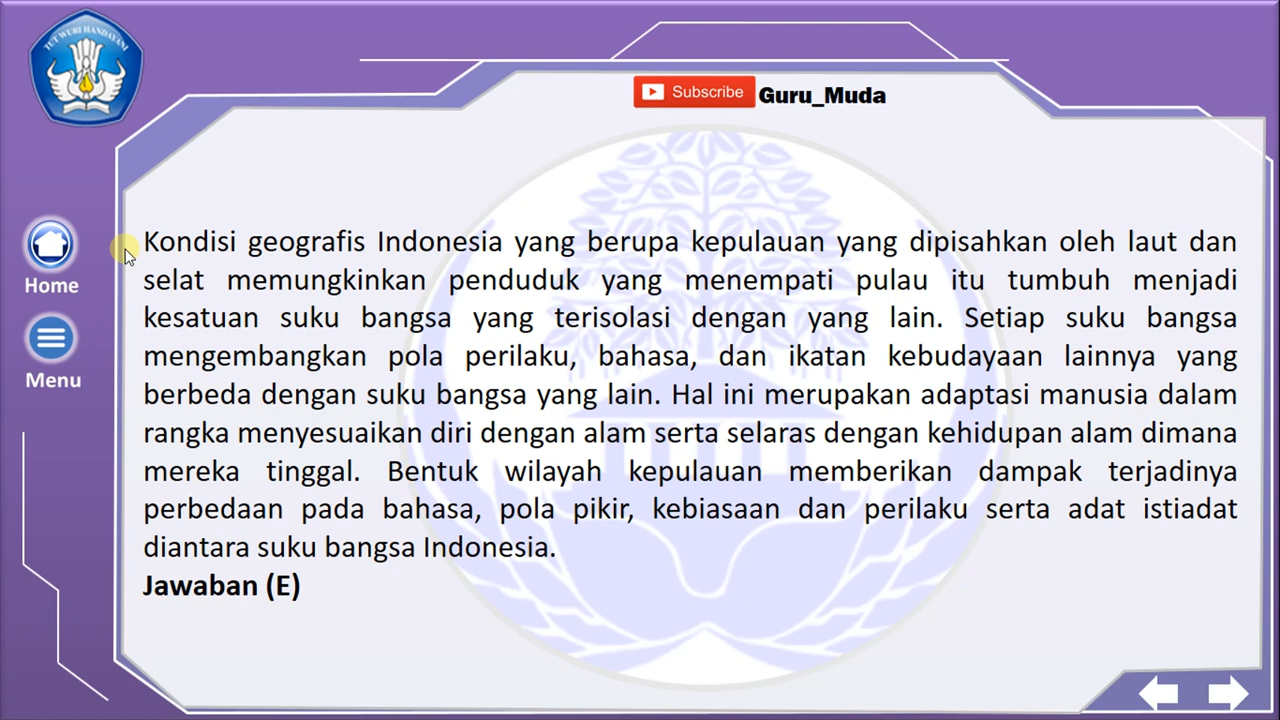 TUT WURI HANDAYANI
Subscribe Guru_Muda
Kondisi geografis Indonesia yang berupa kepulauan yang dipisahkan oleh laut dan
selat memungkinkan penduduk yang menempati pulau itu tumbuh menjadi
kesatuan suku bangsa yang terisolasi dengan yang lain. Setiap suku bangsa
mengembangkan pola perilaku, bahasa, dan ikatan kebudayaan lainnya yang
berbeda dengan suku bangsa yang lain. Hal ini merupakan adaptasi manusia dalam
rangka menyesuaikan diri dengan alam serta selaras dengan kehidupan alam dimana
mereka tinggal. Bentuk wilayah kepulauan memberikan dampak terjadinya
perbedaan pada bahasa, pola pikir, kebiasaan dan perilaku serta adat istiadat
diantara suku bangsa Indonesia.
Jawaban (E)
Home
Menu